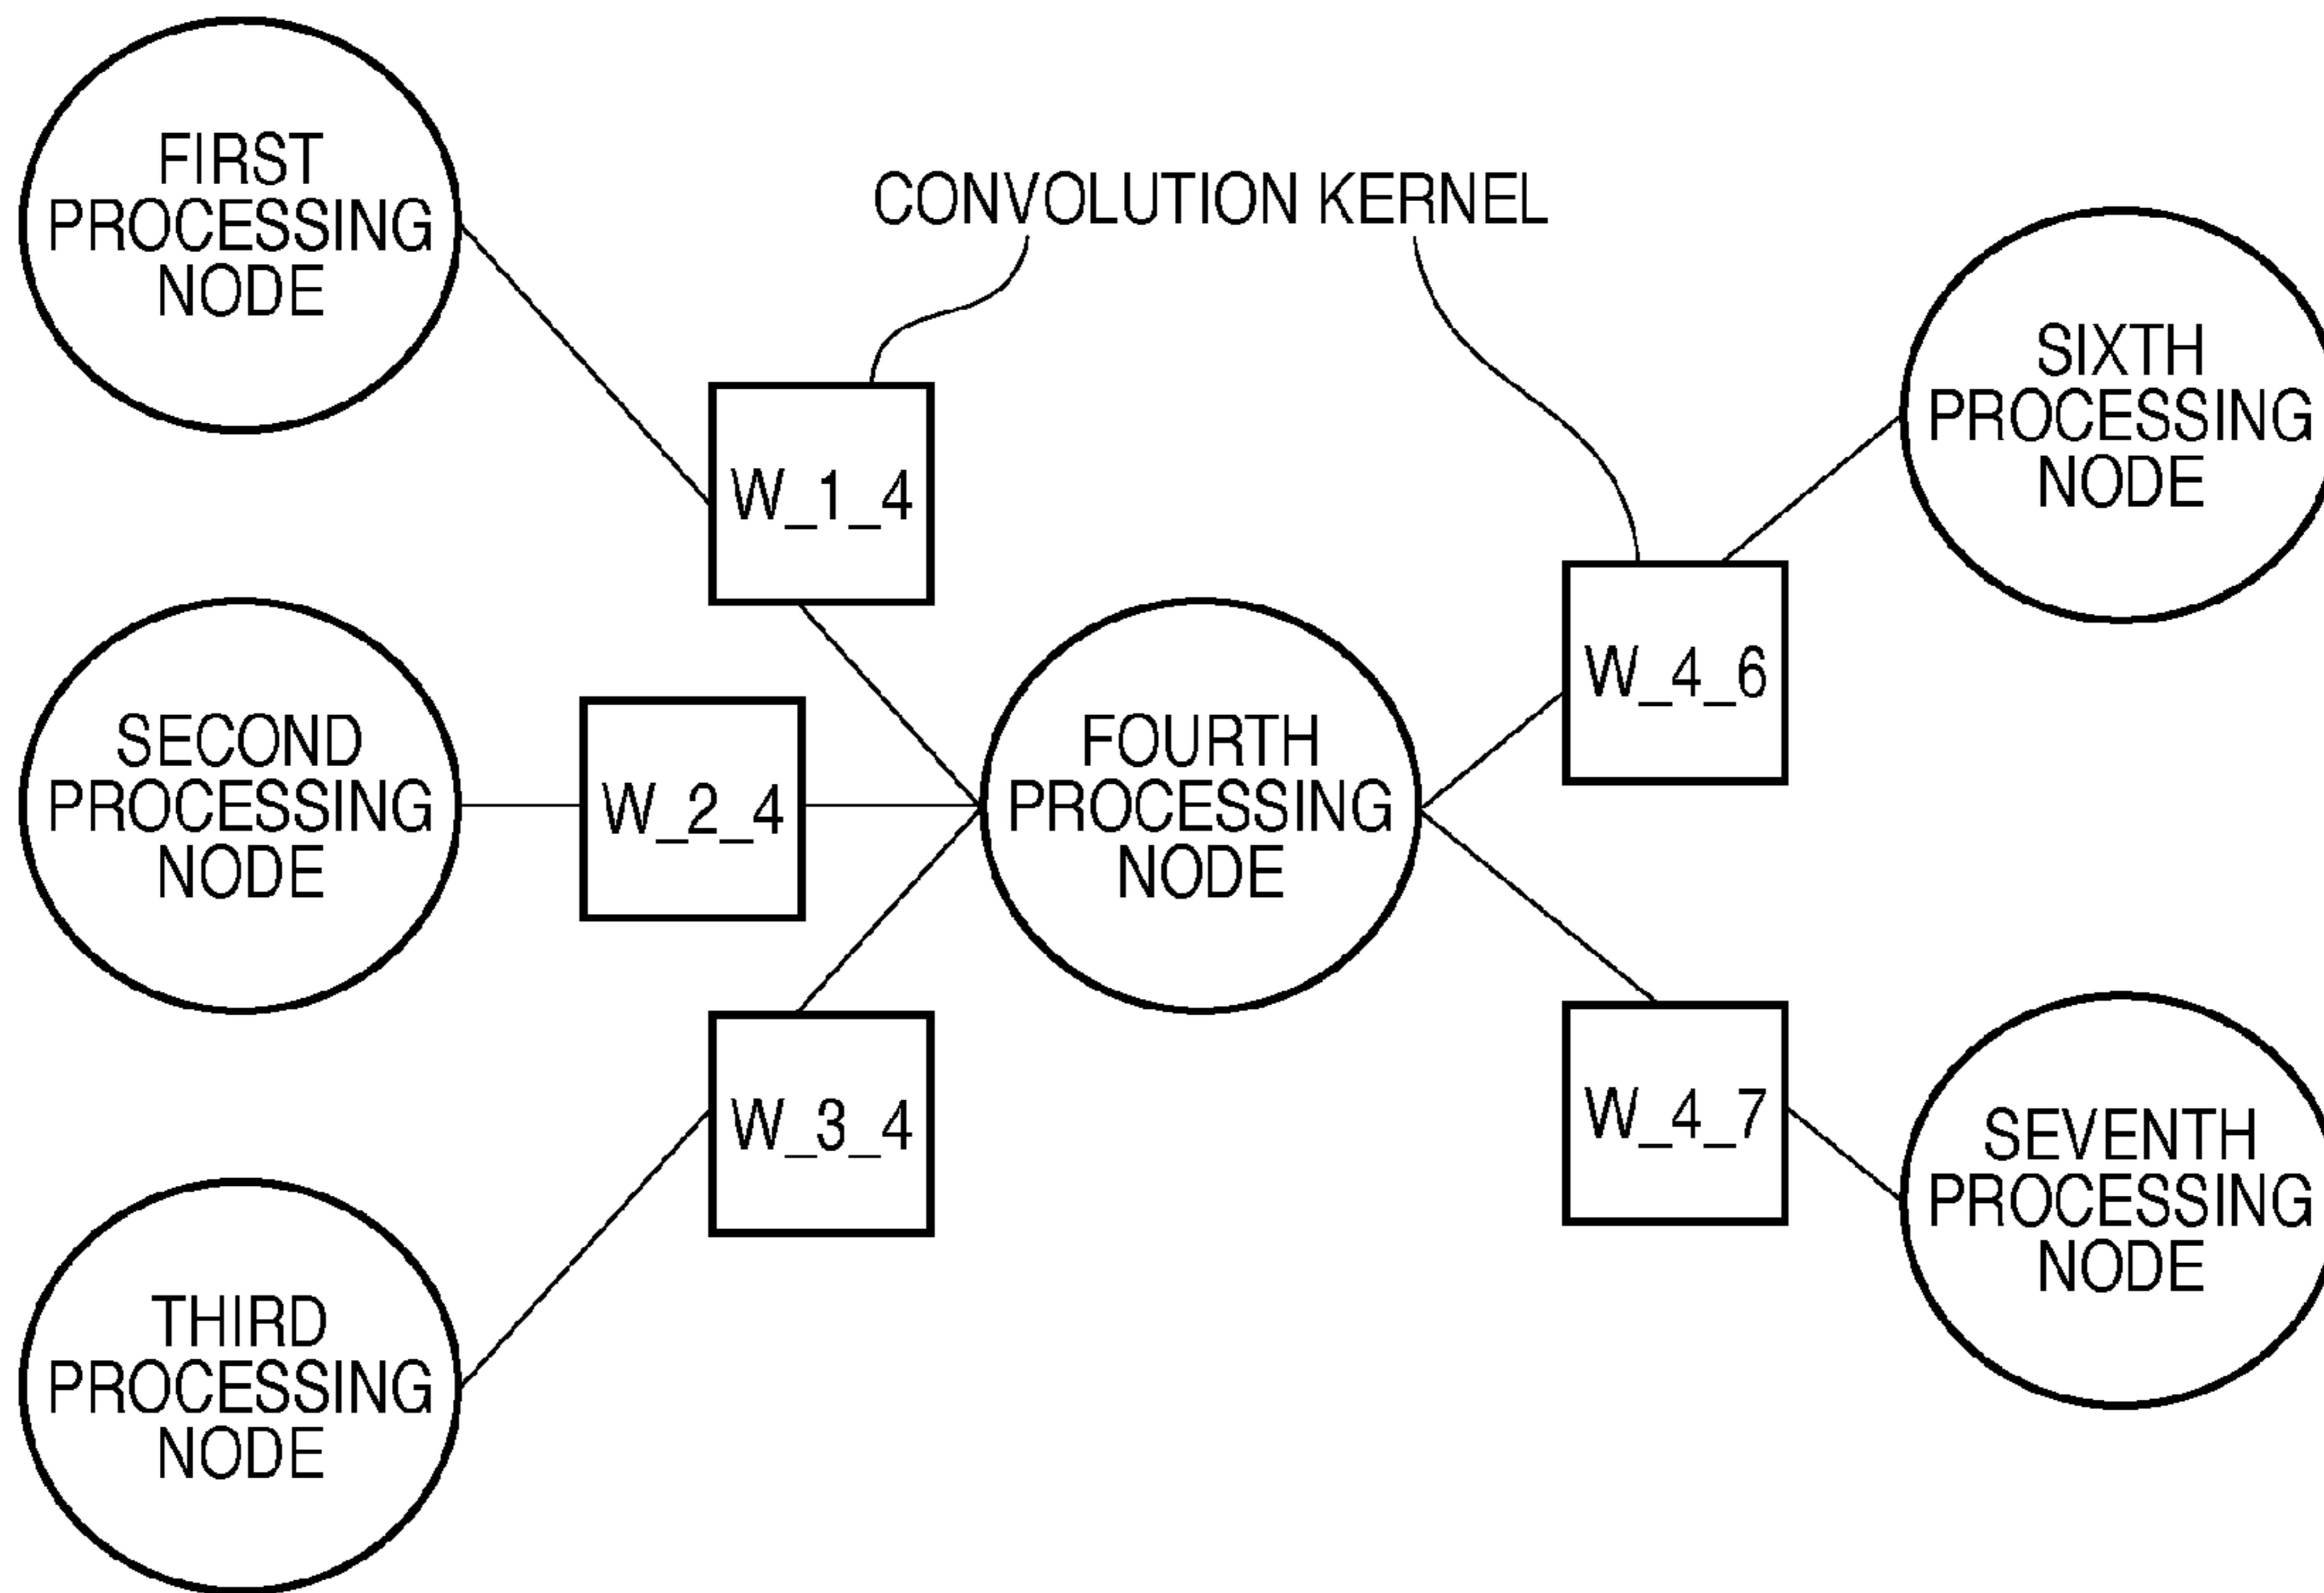 FIRST
PROCESSING
NODE
CONVOLUTION KERNEL
SIXTH
PROCESSING
NODE
W_1_4
W_4_6
SECOND
PROCESSING
NODE
W_2_4
FOURTH
PROCESSING
NODE
W_3_4
W_4_7
SEVENTH
PROCESSING
NODE
THIRD
PROCESSING
NODE